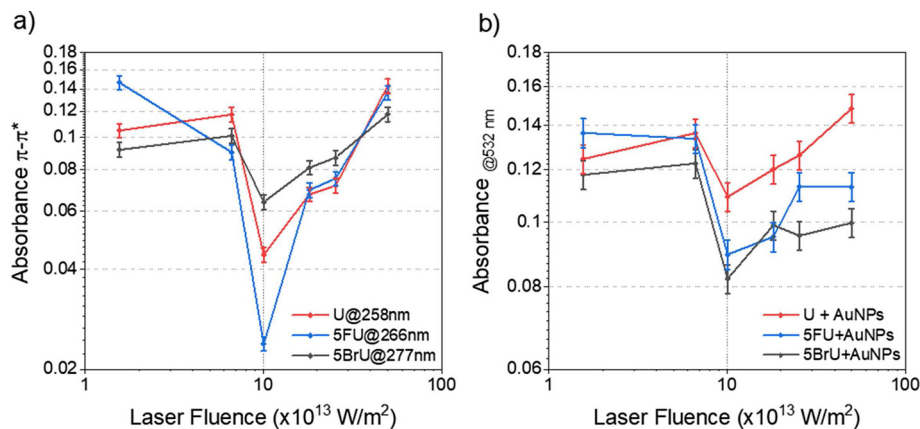 a)
Absorbance π-π*
0.18
0.16
0.14
0.12
0.1
0.08
0.06
0.04
0.02
U@258nm
5FU@266nm
5BrU@277nm
1
10
100
Laser Fluence (x10¹³ W/m²)
b)
Absorbance @532 nm
0.18
0.14
0.12
0.1
0.08
0.06
U + AuNPs
5FU+AuNPs
5BrU+AuNPs
1
10
100
Laser Fluence (x10¹³ W/m²)